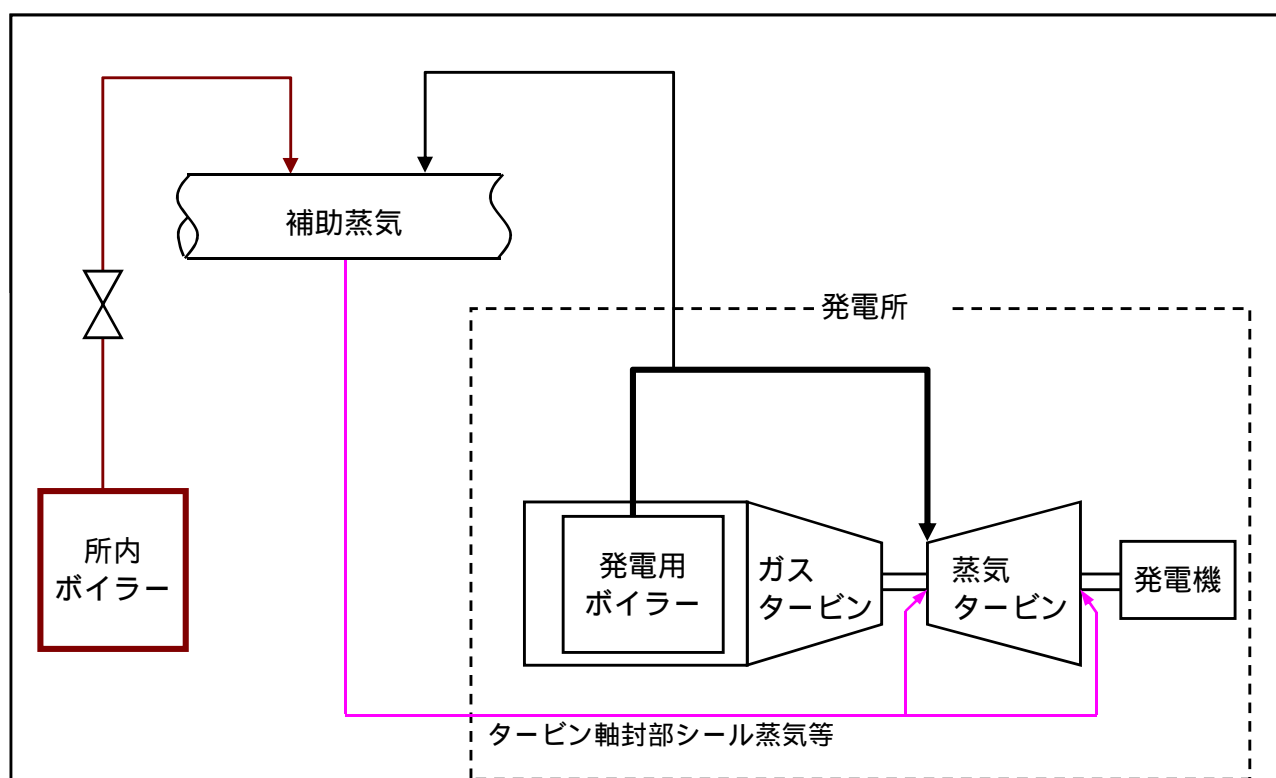 補助蒸気
発電所
所内
ボイラー
発電用
ボイラー
ガス
タービン
蒸気
タービン
発電機
タービン軸封部シール蒸気等